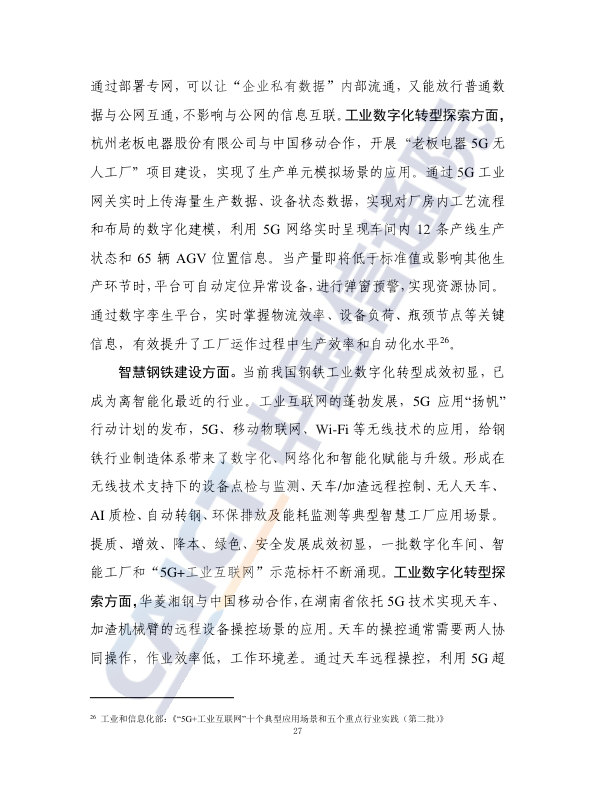 通过部署专网，可以让“企业私有数据”内部流通，又能放行普通数
据与公网互通，不影响与公网的信息互联。工业数字化转型探索方面，
杭州老板电器股份有限公司与中国移动合作，开展“老板电器 5G 无
人工厂”项目建设，实现了生产单元模拟场景的应用。通过 5G 工业
网关实时上传海量生产数据、设备状态数据，实现对厂房内工艺流程
和布局的数字化建模，利用 5G 网络实时呈现车间内 12 条产线生产
状态和 65 辆 AGV 位置信息。当产量即将低于标准值或影响其他生
产环节时，平台可自动定位异常设备，进行弹窗预警，实现资源协同。
通过数字孪生平台，实时掌握物流效率、设备负荷、瓶颈节点等关键
信息，有效提升了工厂运作过程中生产效率和自动化水平26。
智慧钢铁建设方面。当前我国钢铁工业数字化转型成效初显，已
成为离智能化最近的行业。工业互联网的蓬勃发展，5G 应用“扬帆”
行动计划的发布，5G、移动物联网、Wi-Fi 等无线技术的应用，给钢
铁行业制造体系带来了数字化、网络化和智能化赋能与升级。形成在
无线技术支持下的设备点检与监测、天车/加渣远程控制、无人天车、
AI 质检、自动转钢、环保排放及能耗监测等典型智慧工厂应用场景。
提质、增效、降本、绿色、安全发展成效初显，一批数字化车间、智
能工厂和“5G+工业互联网”示范标杆不断涌现。工业数字化转型探
索方面，华菱湘钢与中国移动合作，在湖南省依托 5G 技术实现天车、
加渣机械臂的远程设备操控场景的应用。天车的操控通常需要两人协
同操作，作业效率低，工作环境差。通过天车远程操控，利用 5G 超
26 工业和信息化部：《“5G+工业互联网”十个典型应用场景和五个重点行业实践（第二批）》
27
CAICT 中国信通院